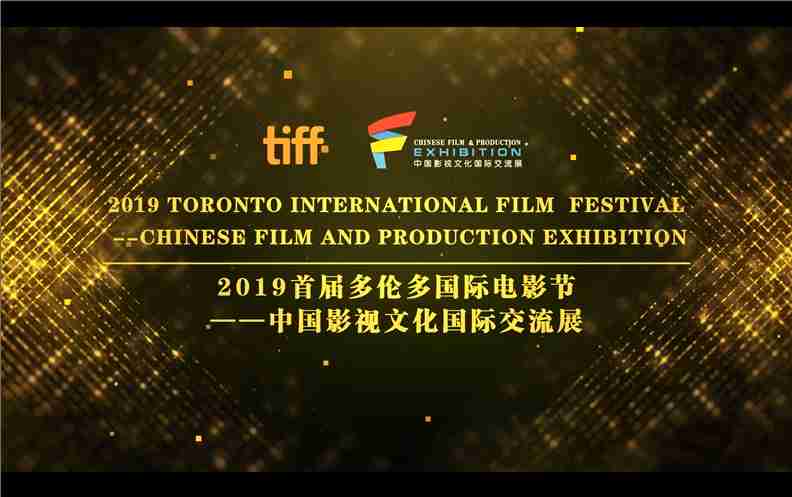 tiff
CHINESE FILM & PRODUCTION
EXHIBITION
中国影视文化国际交流展
2019 TORONTO INTERNATIONAL FILM FESTIVAL
--CHINESE FILM AND PRODUCTION EXHIBITION
2019首届多伦多国际电影节
——中国影视文化国际交流展